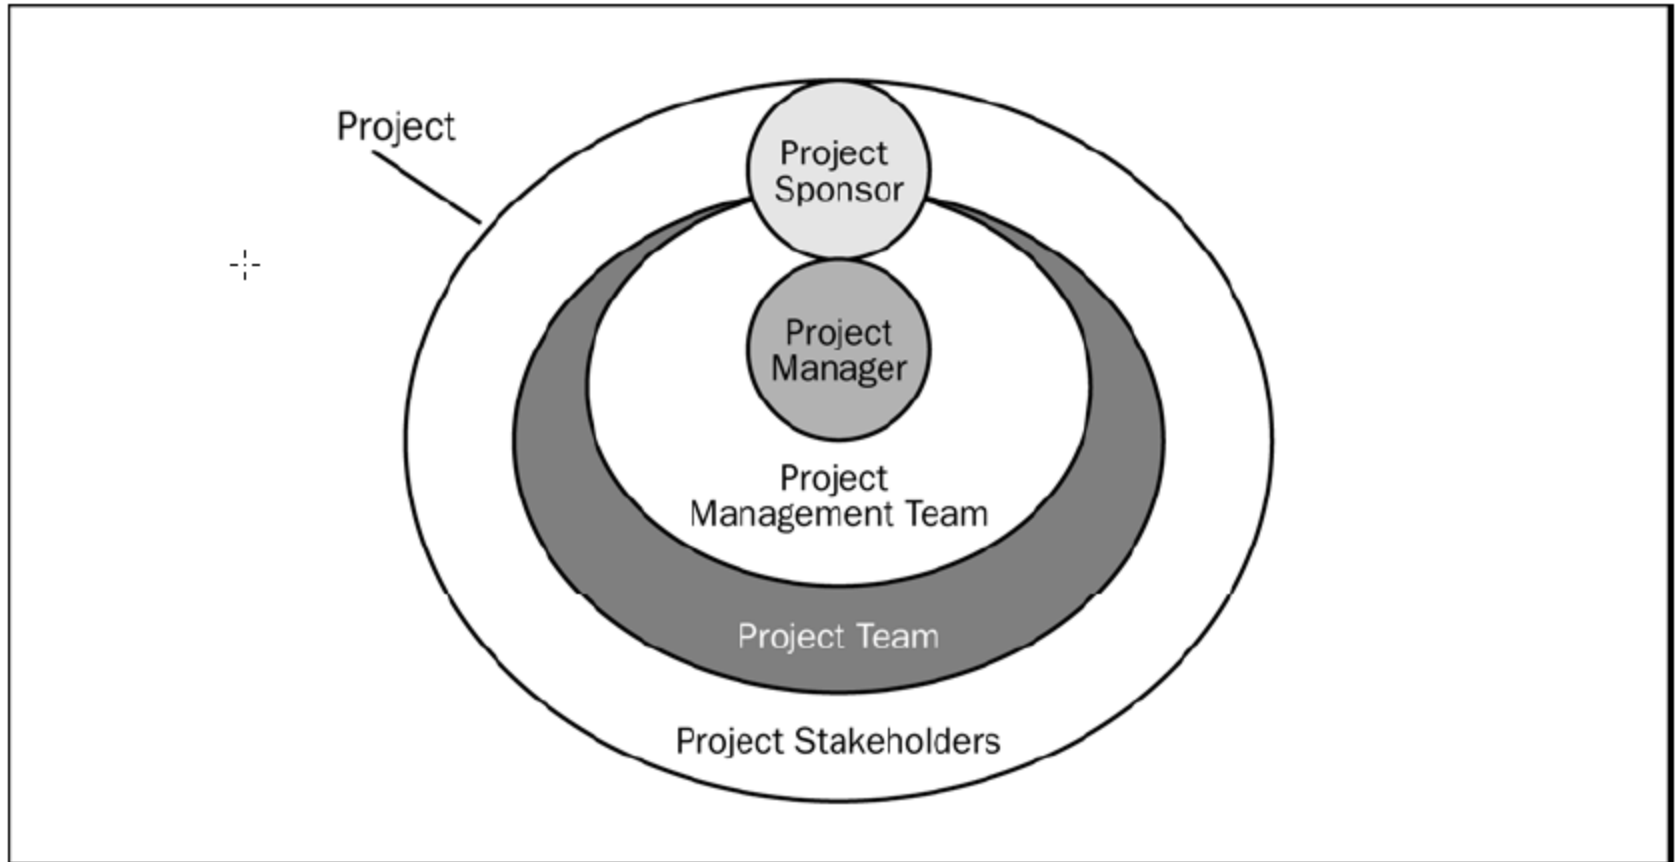 Project
Project
Sponsor
Project
Manager
Project
Management Team
Project Team
Project Stakeholders